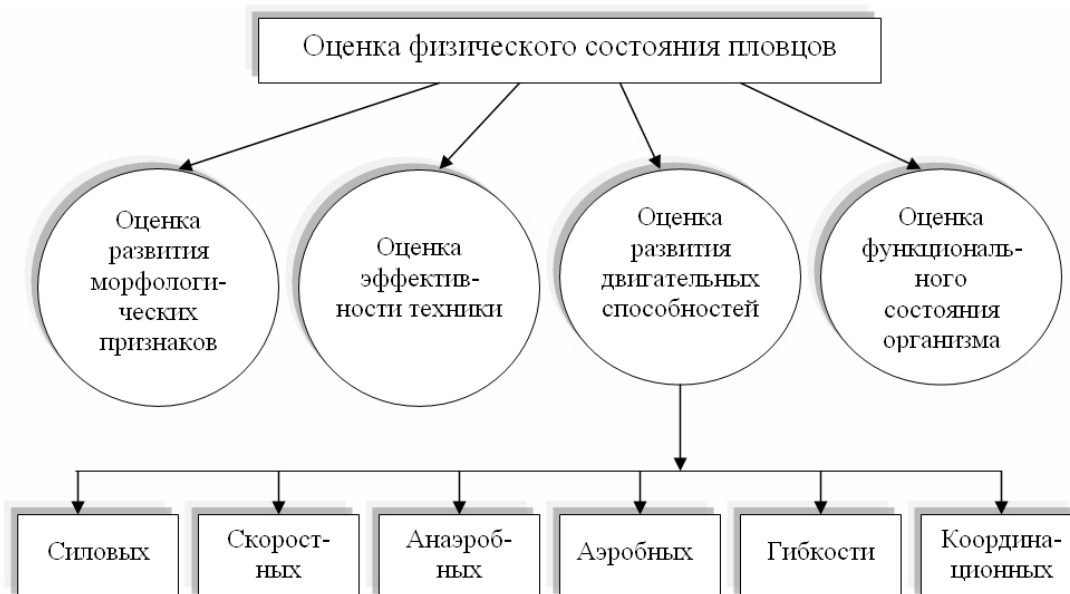 Оценка физического состояния пловцов
Оценка
развития
морфологи-
ческих
признаков
Оценка
эффектив-
ности техники
Оценка
развития
двигательных
способностей
Оценка
функциональ-
ного
состояния
организма
Силовых
Скорост-
ных
Анаэроб-
ных
Аэробных
Гибкости
Координа-
ционных